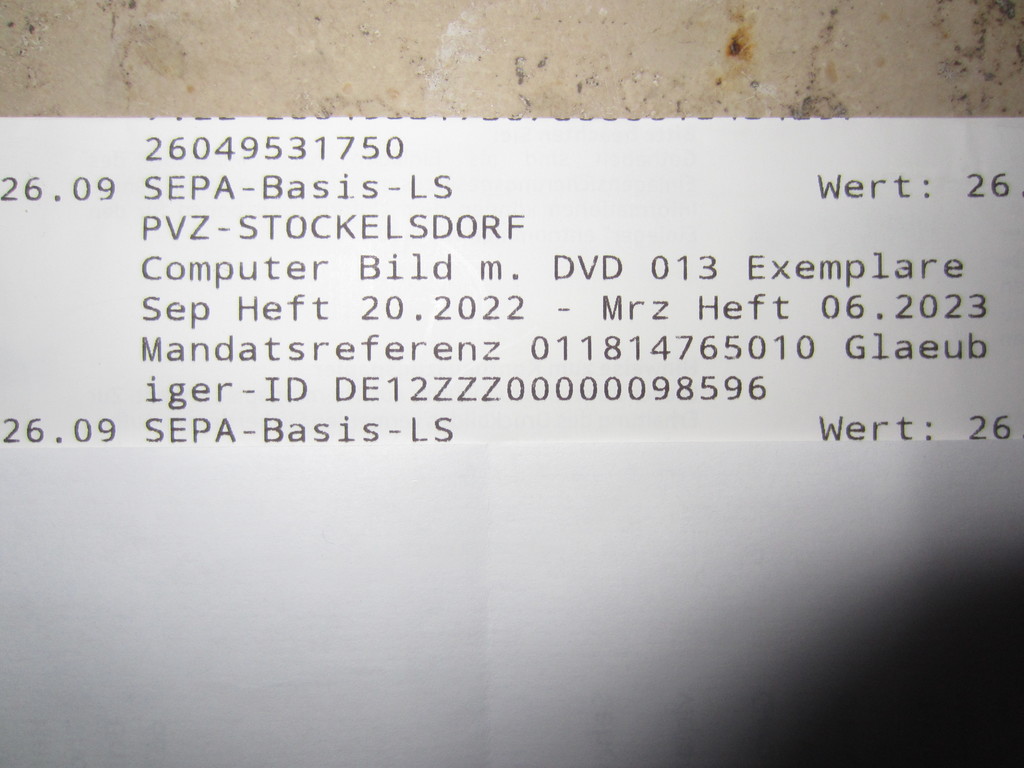 26049531750
26.09 SEPA-Basis-LS Wert: 26.
PVZ-STOCKELSDORF
Computer Bild m. DVD 013 Exemplare
Sep Heft 20.2022 - Mrz Heft 06.2023
Mandatsreferenz 011814765010 Glaeub
iger-ID DE12ZZZ00000098596
26.09 SEPA-Basis-LS Wert: 26.